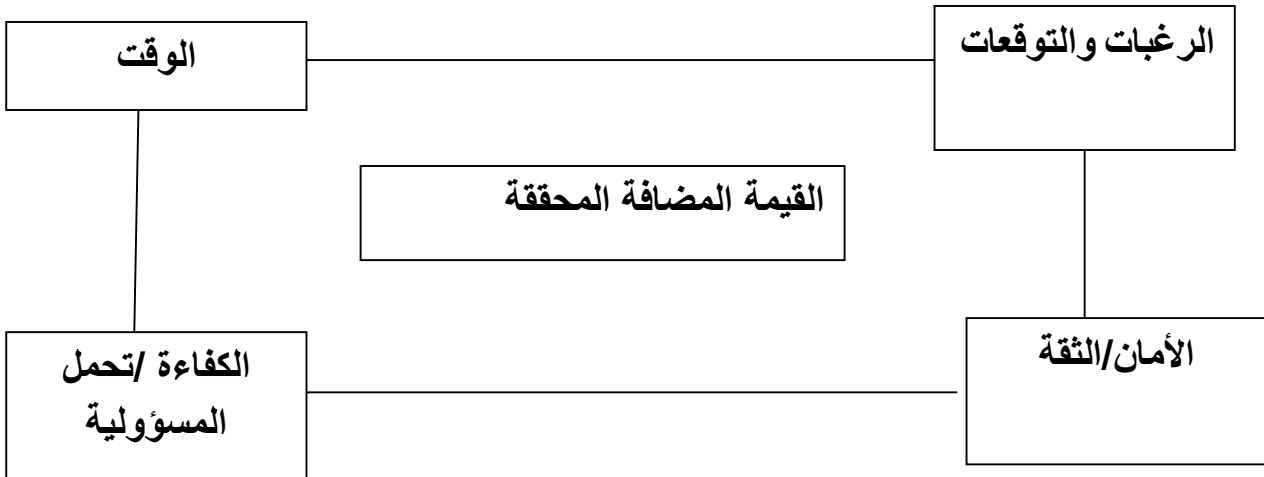 الرغبات والتوقعات
الوقت
القيمة المضافة المحققة
الأمان/الثقة
الكفاءة /تحمل
المسؤولية